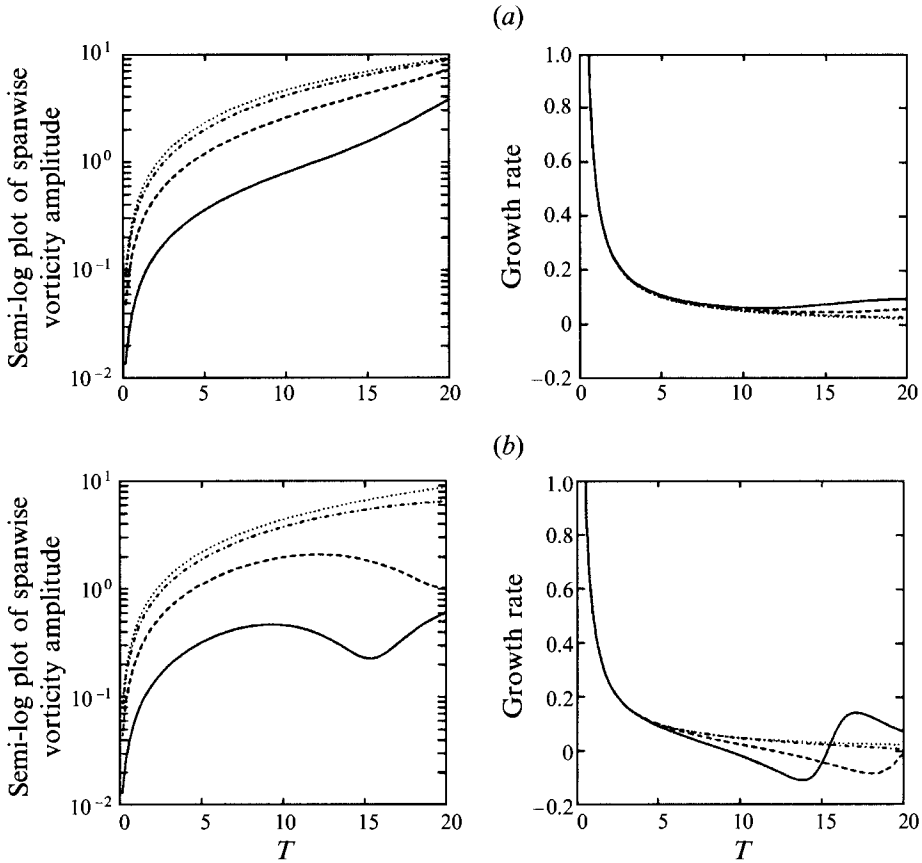 (a)
Semi-log plot of spanwise
vorticity amplitude
10^1
10^0
10^−1
10^−2
0 5 10 15 20
Growth rate
1.0
0.8
0.6
0.4
0.2
0
−0.2
0 5 10 15 20
(b)
Semi-log plot of spanwise
vorticity amplitude
10^1
10^0
10^−1
10^−2
0 5 10 15 20
T
Growth rate
1.0
0.8
0.6
0.4
0.2
0
−0.2
0 5 10 15 20
T